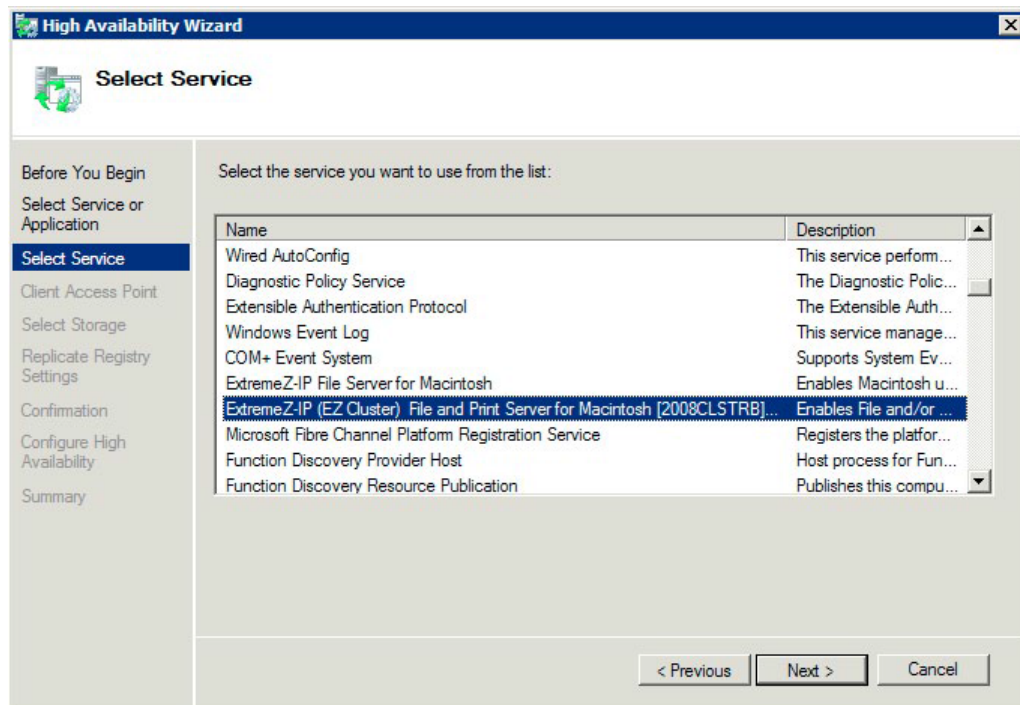 High Availability Wizard
Select Service
Before You Begin
Select Service or
Application
Select Service
Client Access Point
Select Storage
Replicate Registry
Settings
Confirmation
Configure High
Availability
Summary
Select the service you want to use from the list:
Name Description
Wired AutoConfig This service perform...
Diagnostic Policy Service The Diagnostic Polic...
Extensible Authentication Protocol The Extensible Auth...
Windows Event Log This service manage...
COM+ Event System Supports System Ev...
ExtremeZ-IP File Server for Macintosh Enables Macintosh u...
ExtremeZ-IP (EZ Cluster) File and Print Server for Macintosh [2008CLSTRB]... Enables File and/or ...
Microsoft Fibre Channel Platform Registration Service Registers the platfor...
Function Discovery Provider Host Host process for Fun...
Function Discovery Resource Publication Publishes this compu...
< Previous Next > Cancel